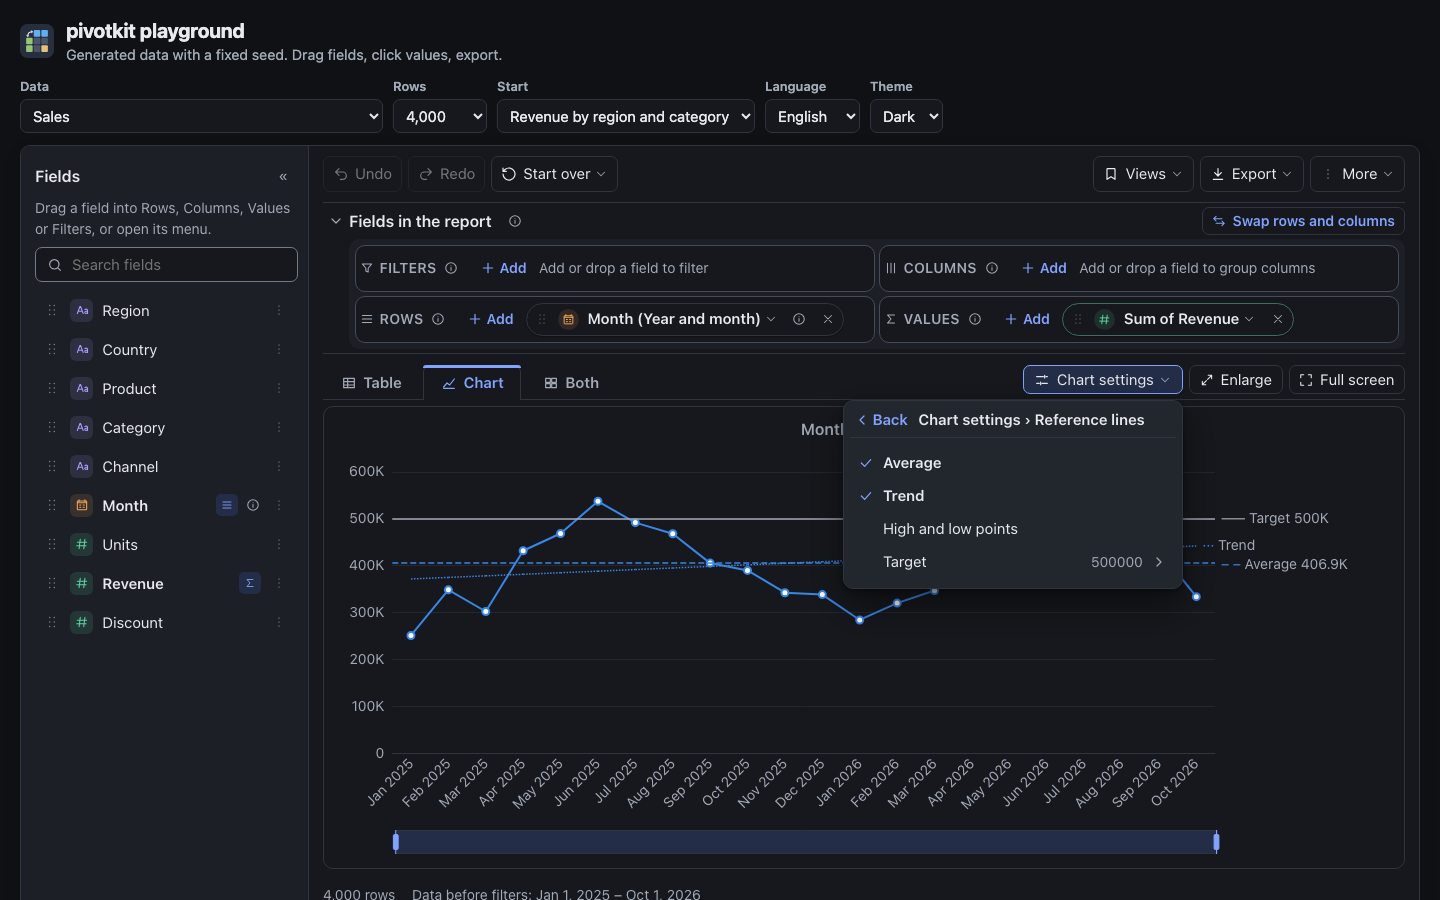 pivotkit playground
Generated data with a fixed seed. Drag fields, click values, export.
Data
Rows
Start
Language
Theme
Sales
4,000
Revenue by region and category
English
Dark
Fields
«
Drag a field into Rows, Columns, Values
or Filters, or open its menu.
Search fields
Aa Region
Aa Country
Aa Product
Aa Category
Aa Channel
Month
# Units
# Revenue Σ
# Discount
Undo
Redo
Start over
Views
Export
More
Fields in the report
Swap rows and columns
FILTERS
+ Add
Add or drop a field to filter
COLUMNS
+ Add
Add or drop a field to group columns
ROWS
+ Add
Month (Year and month)
Σ VALUES
+ Add
# Sum of Revenue
Table
Chart
Both
Chart settings
Enlarge
Full screen
Back
Chart settings › Reference lines
Average
Trend
High and low points
Target
500000
600K
500K
400K
300K
200K
100K
0
Target 500K
Trend
Average 406.9K
Jan 2025
Feb 2025
Mar 2025
Apr 2025
May 2025
Jun 2025
Jul 2025
Aug 2025
Sep 2025
Oct 2025
Nov 2025
Dec 2025
Jan 2026
Feb 2026
Mar 2026
Apr 2026
May 2026
Jun 2026
Jul 2026
Aug 2026
Sep 2026
Oct 2026
4,000 rows
Data before filters: Jan 1, 2025 – Oct 1, 2026